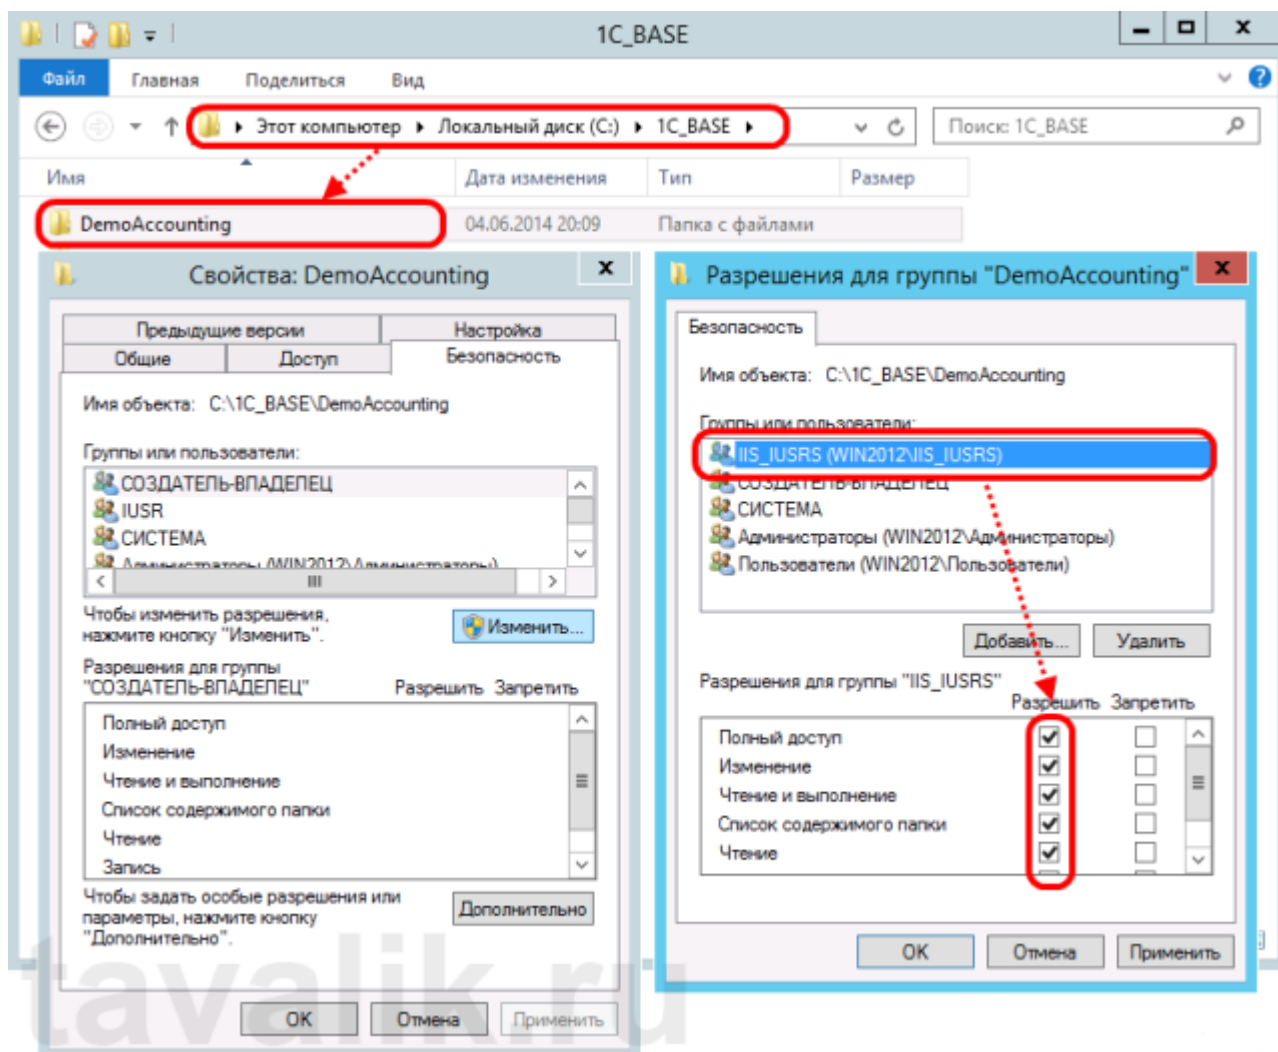 1C_BASE
Файл Главная Поделиться Вид
Этот компьютер Локальный диск (C:) 1C_BASE Поиск: 1C_BASE
Имя Дата изменения Тип Размер
DemoAccounting 04.06.2014 20:09 Папка с файлами
Свойства: DemoAccounting
Предыдущие версии Настройка
Общие Доступ Безопасность
Имя объекта: C:\1C_BASE\DemoAccounting
Группы или пользователи:
СОЗДАТЕЛЬ-ВЛАДЕЛЕЦ
IUSR
СИСТЕМА
Администраторы (WIN2012\Администраторы)
Чтобы изменить разрешения,
нажмите кнопку "Изменить".
Изменить...
Разрешения для группы
"СОЗДАТЕЛЬ-ВЛАДЕЛЕЦ" Разрешить Запретить
Полный доступ
Изменение
Чтение и выполнение
Список содержимого папки
Чтение
Запись
Чтобы задать особые разрешения или
параметры, нажмите кнопку
"Дополнительно".
Дополнительно
OK Отмена Применить
Разрешения для группы "DemoAccounting"
Безопасность
Имя объекта: C:\1C_BASE\DemoAccounting
Группы или пользователи:
IIS_IUSRS (WIN2012\IIS_IUSRS)
СОЗДАТЕЛЬ-ВЛАДЕЛЕЦ
СИСТЕМА
Администраторы (WIN2012\Администраторы)
Пользователи (WIN2012\Пользователи)
Добавить... Удалить
Разрешения для группы "IIS_IUSRS"
Разрешить Запретить
Полный доступ
Изменение
Чтение и выполнение
Список содержимого папки
Чтение
OK Отмена Применить
tavalik.ru